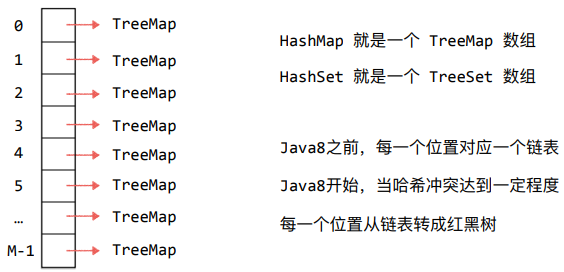 0 TreeMap
1 TreeMap
2 TreeMap
3 TreeMap
4 TreeMap
5 TreeMap
… TreeMap
M-1 TreeMap
HashMap 就是一个 TreeMap 数组
HashSet 就是一个 TreeSet 数组
Java8之前，每一个位置对应一个链表
Java8开始，当哈希冲突达到一定程度
每一个位置从链表转成红黑树